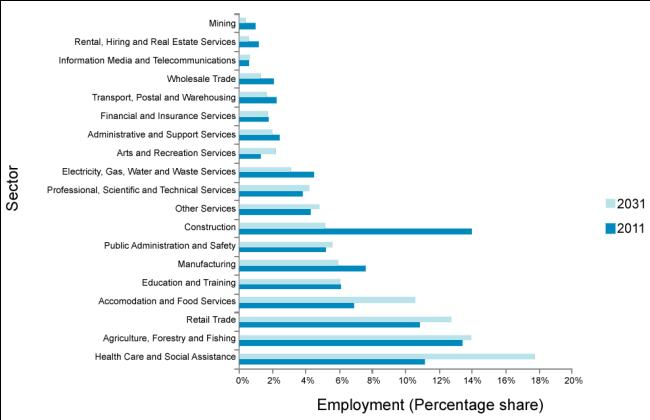 Mining
Rental, Hiring and Real Estate Services
Information Media and Telecommunications
Wholesale Trade
Transport, Postal and Warehousing
Financial and Insurance Services
Administrative and Support Services
Arts and Recreation Services
Electricity, Gas, Water and Waste Services
Professional, Scientific and Technical Services
Other Services
Construction
Public Administration and Safety
Manufacturing
Education and Training
Accomodation and Food Services
Retail Trade
Agriculture, Forestry and Fishing
Health Care and Social Assistance
Sector
2031
2011
0% 2% 4% 6% 8% 10% 12% 14% 16% 18% 20%
Employment (Percentage share)